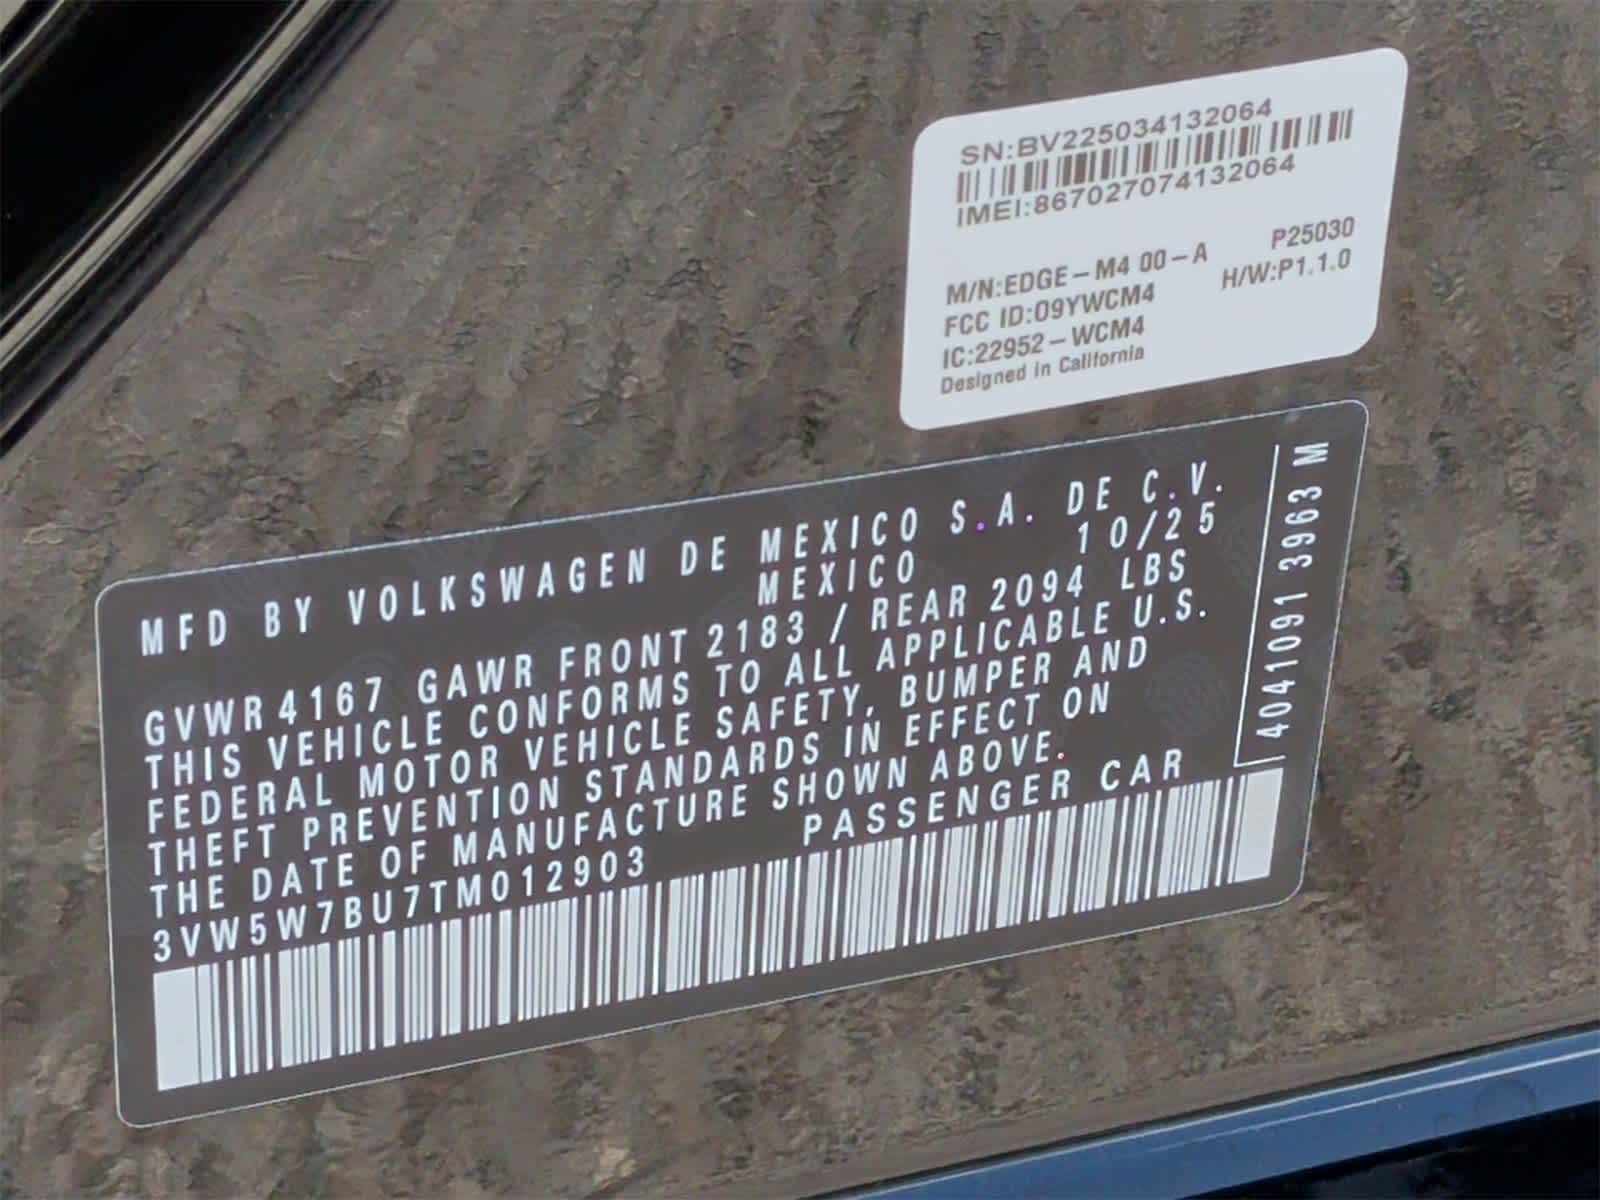 SN:BV225034132064
IMEI:867027074132064
M/N:EDGE-M4 00-A
P25030
FCC ID:O9YWCM4
H/W:P1.1.0
IC:22952-WCM4
Designed in California
MFD BY VOLKSWAGEN DE MEXICO S.A. DE C.V.
MEXICO 10/25
GVWR 4167 GAWR FRONT 2183 / REAR 2094 LBS
THIS VEHICLE CONFORMS TO ALL APPLICABLE U.S.
FEDERAL MOTOR VEHICLE SAFETY, BUMPER AND
THEFT PREVENTION STANDARDS IN EFFECT ON
THE DATE OF MANUFACTURE SHOWN ABOVE.
3VW5W7BU7TM012903 PASSENGER CAR
4041091 3963 M